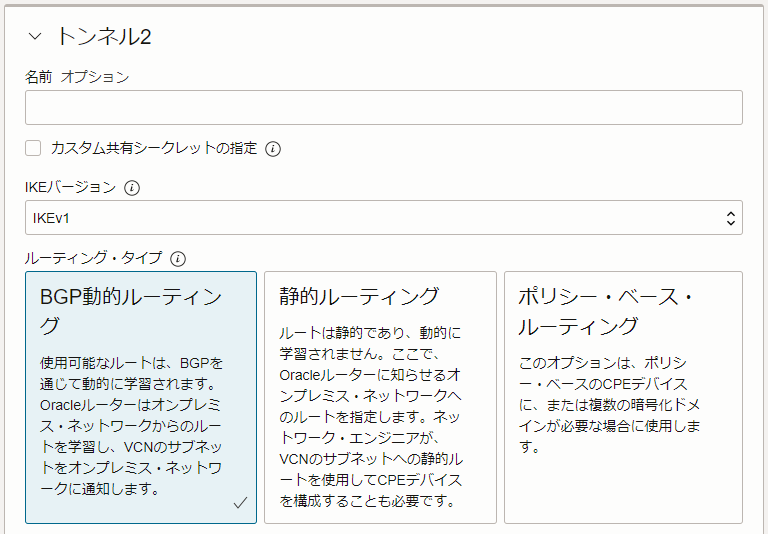 トンネル2
名前 オプション
カスタム共有シークレットの指定
IKEバージョン
IKEv1
ルーティング・タイプ
BGP動的ルーティン
グ
使用可能なルートは、BGPを
通じて動的に学習されます。
Oracleルーターはオンプレミ
ス・ネットワークからのルー
トを学習し、VCNのサブネッ
トをオンプレミス・ネットワ
ークに通知します。
静的ルーティング
ルートは静的であり、動的に
学習されません。ここで、
Oracleルーターに知らせるオ
ンプレミス・ネットワークへ
のルートを指定します。ネッ
トワーク・エンジニアが、
VCNのサブネットへの静的ル
ートを使用してCPEデバイス
を構成することも必要です。
ポリシー・ベース・
ルーティング
このオプションは、ポリシ
ー・ベースのCPEデバイス
に、または複数の暗号化ドメ
インが必要な場合に使用しま
す。